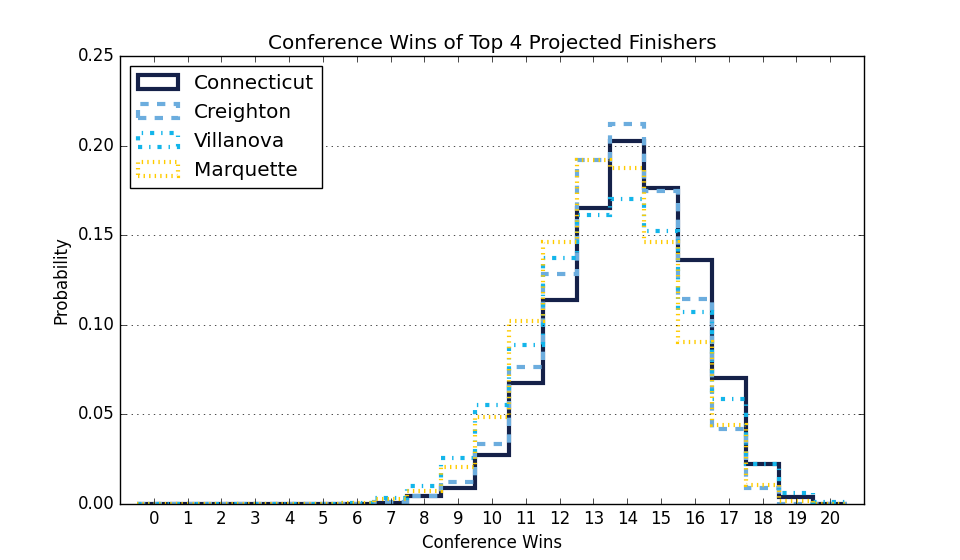 Conference Wins of Top 4 Projected Finishers
0.25
0.20
0.15
0.10
0.05
0.00
Probability
Connecticut
Creighton
Villanova
Marquette
0 1 2 3 4 5 6 7 8 9 10 11 12 13 14 15 16 17 18 19 20
Conference Wins